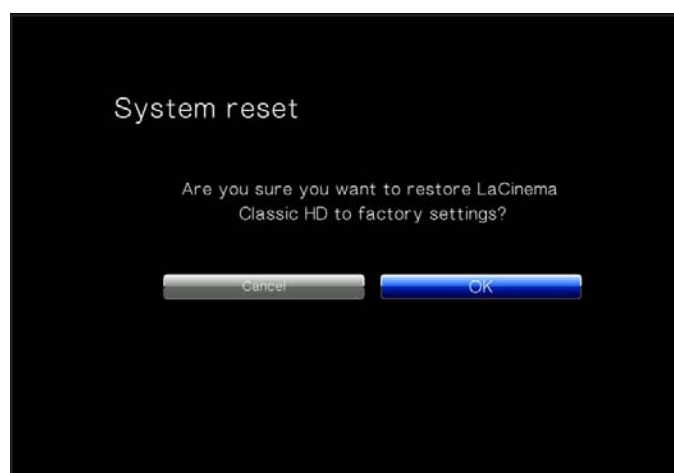 System reset
Are you sure you want to restore LaCinema
Classic HD to factory settings?
Cancel
OK